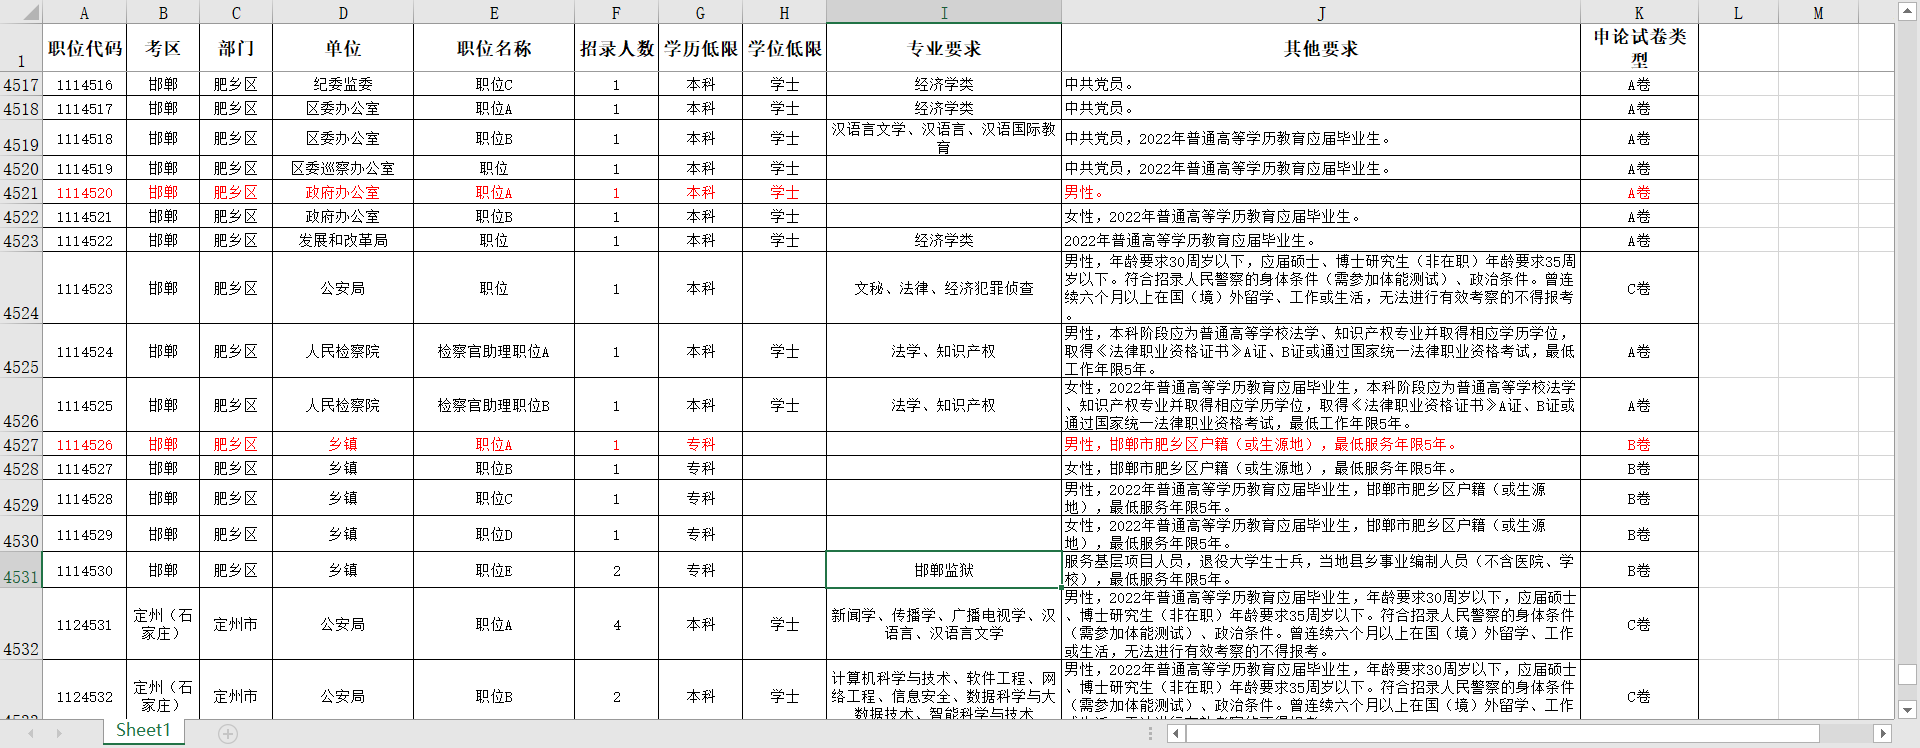 A B C D E F G H I J K L M
1 职位代码 考区 部门 单位 职位名称 招录人数 学历低限 学位低限 专业要求 其他要求 申论试卷类
型
4517 1114516 邯郸 肥乡区 纪委监委 职位C 1 本科 学士 经济学类 中共党员。 A卷
4518 1114517 邯郸 肥乡区 区委办公室 职位A 1 本科 学士 经济学类 中共党员。 A卷
4519 1114518 邯郸 肥乡区 区委办公室 职位B 1 本科 学士 汉语言文学、汉语言、汉语国际教
育 中共党员，2022年普通高等学历教育应届毕业生。 A卷
4520 1114519 邯郸 肥乡区 区委巡察办公室 职位 1 本科 学士 中共党员，2022年普通高等学历教育应届毕业生。 A卷
4521 1114520 邯郸 肥乡区 政府办公室 职位A 1 本科 学士 男性。 A卷
4522 1114521 邯郸 肥乡区 政府办公室 职位B 1 本科 学士 女性，2022年普通高等学历教育应届毕业生。 A卷
4523 1114522 邯郸 肥乡区 发展和改革局 职位 1 本科 学士 经济学类 2022年普通高等学历教育应届毕业生。 A卷
4524 1114523 邯郸 肥乡区 公安局 职位 1 本科 文秘、法律、经济犯罪侦查 男性，年龄要求30周岁以下，应届硕士、博士研究生（非在职）年龄要求35周
岁以下。符合招录人民警察的身体条件（需参加体能测试）、政治条件。曾连
续六个月以上在国（境）外留学、工作或生活，无法进行有效考察的不得报考
。 C卷
4525 1114524 邯郸 肥乡区 人民检察院 检察官助理职位A 1 本科 学士 法学、知识产权 男性，本科阶段应为普通高等学校法学、知识产权专业并取得相应学历学位，
取得《法律职业资格证书》A证、B证或通过国家统一法律职业资格考试，最低
工作年限5年。 A卷
4526 1114525 邯郸 肥乡区 人民检察院 检察官助理职位B 1 本科 学士 法学、知识产权 女性，2022年普通高等学历教育应届毕业生，本科阶段应为普通高等学校法学
、知识产权专业并取得相应学历学位，取得《法律职业资格证书》A证、B证或
通过国家统一法律职业资格考试，最低工作年限5年。 A卷
4527 1114526 邯郸 肥乡区 乡镇 职位A 1 专科 男性，邯郸市肥乡区户籍（或生源地），最低服务年限5年。 B卷
4528 1114527 邯郸 肥乡区 乡镇 职位B 1 专科 女性，邯郸市肥乡区户籍（或生源地），最低服务年限5年。 B卷
4529 1114528 邯郸 肥乡区 乡镇 职位C 1 专科 男性，2022年普通高等学历教育应届毕业生，邯郸市肥乡区户籍（或生源
地），最低服务年限5年。 B卷
4530 1114529 邯郸 肥乡区 乡镇 职位D 1 专科 女性，2022年普通高等学历教育应届毕业生，邯郸市肥乡区户籍（或生源
地），最低服务年限5年。 B卷
4531 1114530 邯郸 肥乡区 乡镇 职位E 2 专科 邯郸监狱 服务基层项目人员，退役大学生士兵，当地县乡事业编制人员（不含医院、学
校），最低服务年限5年。 B卷
4532 1124531 定州（石
家庄） 定州市 公安局 职位A 4 本科 学士 新闻学、传播学、广播电视学、汉
语言、汉语言文学 男性，2022年普通高等学历教育应届毕业生，年龄要求30周岁以下，应届硕士
、博士研究生（非在职）年龄要求35周岁以下。符合招录人民警察的身体条件
（需参加体能测试）、政治条件。曾连续六个月以上在国（境）外留学、工作
或生活，无法进行有效考察的不得报考。 C卷
1124532 定州（石
家庄） 定州市 公安局 职位B 2 本科 学士 计算机科学与技术、软件工程、网
络工程、信息安全、数据科学与大
数据技术、智能科学与技术 男性，2022年普通高等学历教育应届毕业生，年龄要求30周岁以下，应届硕士
、博士研究生（非在职）年龄要求35周岁以下。符合招录人民警察的身体条件
（需参加体能测试）、政治条件。曾连续六个月以上在国（境）外留学、工作 C卷
Sheet1